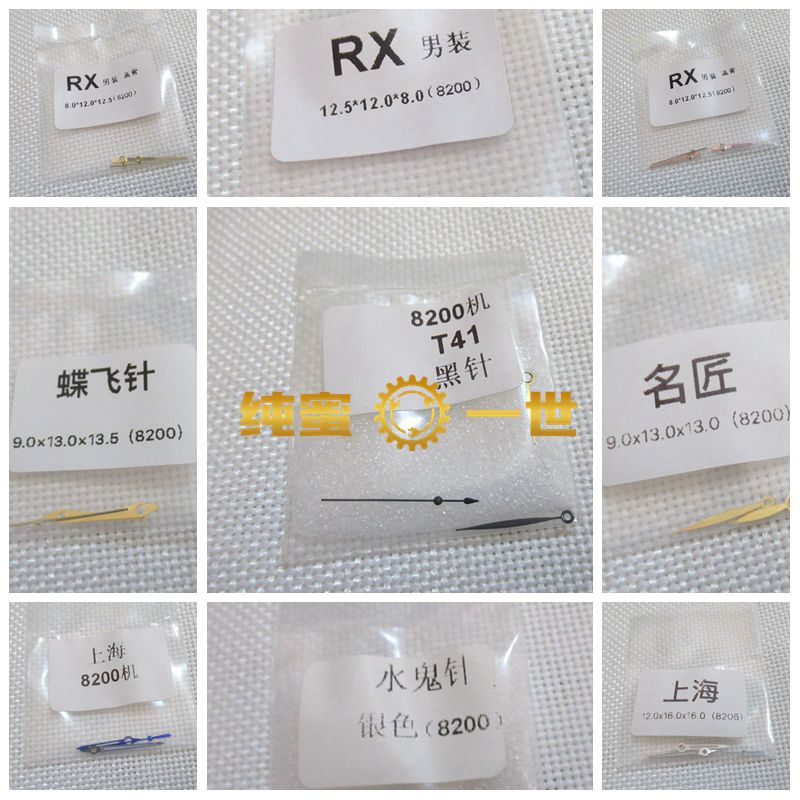 RX 男装 高客
8.0*12.0*12.5(8200)
RX 男装
12.5*12.0*8.0(8200)
RX 男装 高客
8.0*12.0*12.5(8200)
蝶飞针
9.0x13.0x13.5 (8200)
8200机
T41
黑针
名匠
9.0x13.0x13.0 (8200)
纯蜜 一世
上海
8200机
水鬼针
银色(8200)
上海
12.0x16.0x16.0 (8205)